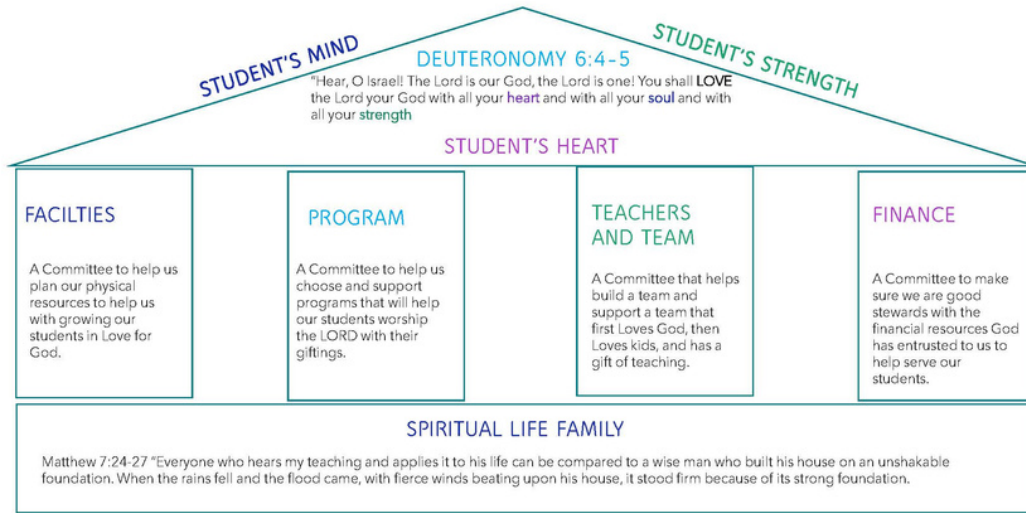 STUDENT'S MIND
STUDENT'S STRENGTH
DEUTERONOMY 6:4-5
"Hear, O Israel! The Lord is our God, the Lord is one! You shall LOVE
the Lord your God with all your heart and with all your soul and with
all your strength
STUDENT'S HEART
FACILTIES
A Committee to help us
plan our physical
resources to help us
with growing our
students in Love for
God.
PROGRAM
A Committee to help us
choose and support
programs that will help
our students worship
the LORD with their
giftings.
TEACHERS
AND TEAM
A Committee that helps
build a team and
support a team that
first Loves God, then
Loves kids, and has a
gift of teaching.
FINANCE
A Committee to make
sure we are good
stewards with the
financial resources God
has entrusted to us to
help serve our
students.
SPIRITUAL LIFE FAMILY
Matthew 7:24-27 "Everyone who hears my teaching and applies it to his life can be compared to a wise man who built his house on an unshakable
foundation. When the rains fell and the flood came, with fierce winds beating upon his house, it stood firm because of its strong foundation.